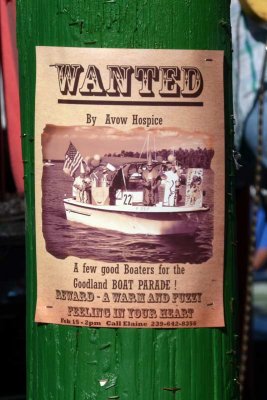 WANTED
By Avow Hospice
22
A few good Boaters for the
Goodland BOAT PARADE !
REWARD - A WARM AND FUZZY
FEELING IN YOUR HEART
Feb 15 - 2pm Call Elaine 239-642-8358